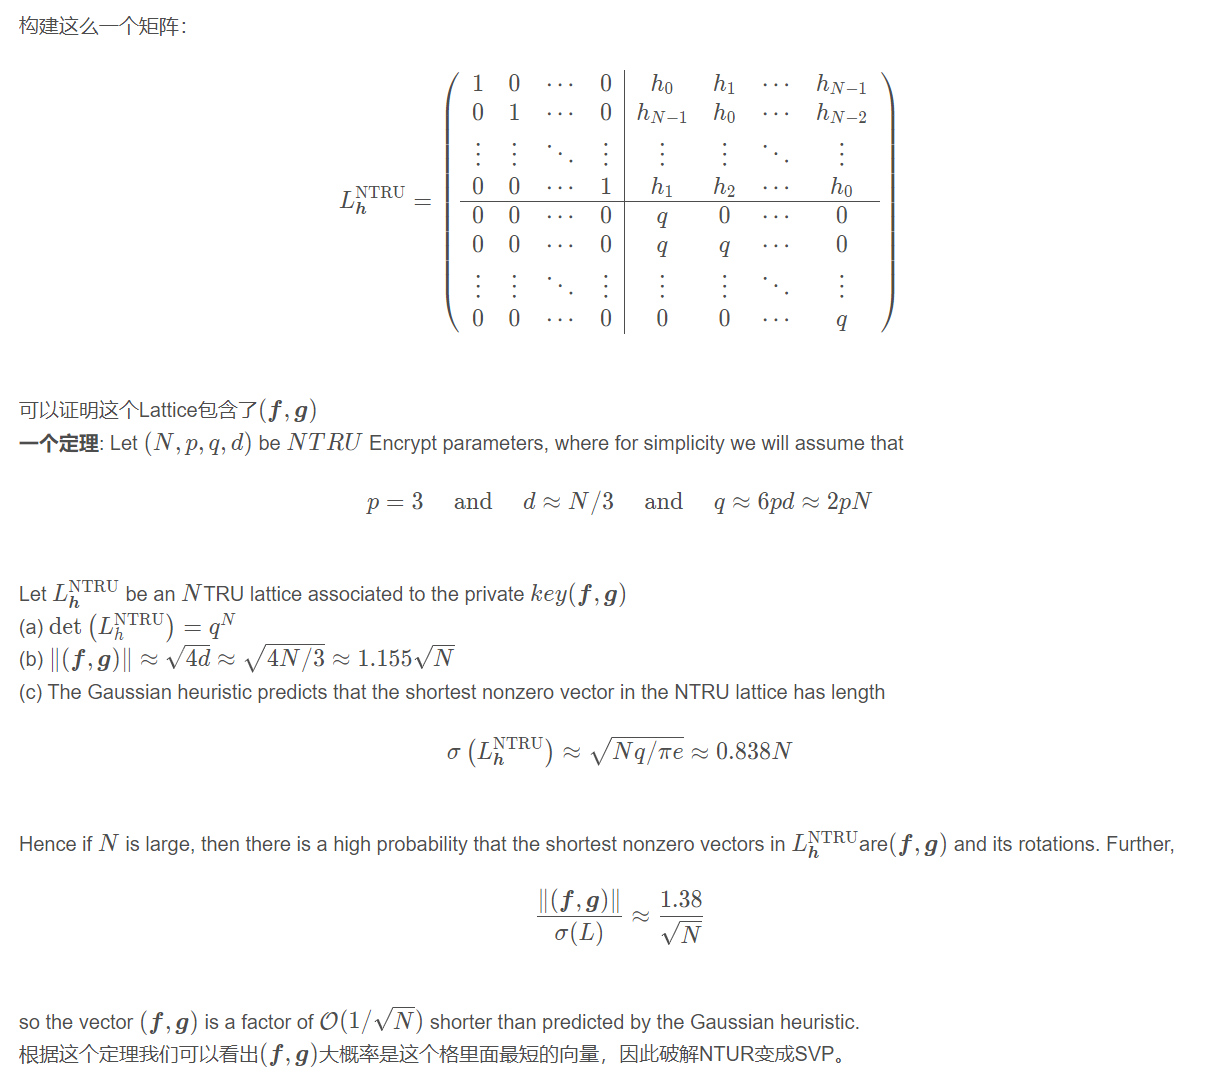 构建这么一个矩阵：
$$L_{\boldsymbol{h}}^{\mathrm{NTRU}} = \left(\begin{array}{cccc|cccc} 1 & 0 & \cdots & 0 & h_0 & h_1 & \cdots & h_{N-1} \\ 0 & 1 & \cdots & 0 & h_{N-1} & h_0 & \cdots & h_{N-2} \\ \vdots & \vdots & \ddots & \vdots & \vdots & \vdots & \ddots & \vdots \\ 0 & 0 & \cdots & 1 & h_1 & h_2 & \cdots & h_0 \\ \hline 0 & 0 & \cdots & 0 & q & 0 & \cdots & 0 \\ 0 & 0 & \cdots & 0 & q & q & \cdots & 0 \\ \vdots & \vdots & \ddots & \vdots & \vdots & \vdots & \ddots & \vdots \\ 0 & 0 & \cdots & 0 & 0 & 0 & \cdots & q \end{array}\right)$$
可以证明这个Lattice包含了$(\boldsymbol{f}, \boldsymbol{g})$
一个定理: Let $(N, p, q, d)$ be $NTRU$ Encrypt parameters, where for simplicity we will assume that
$$p = 3 \quad \text{and} \quad d \approx N/3 \quad \text{and} \quad q \approx 6pd \approx 2pN$$
Let $L_{\boldsymbol{h}}^{\mathrm{NTRU}}$ be an $N$TRU lattice associated to the private $key(\boldsymbol{f}, \boldsymbol{g})$
(a) $\det\left(L_h^{\mathrm{NTRU}}\right) = q^N$
(b) $\|(\boldsymbol{f}, \boldsymbol{g})\| \approx \sqrt{4d} \approx \sqrt{4N/3} \approx 1.155\sqrt{N}$
(c) The Gaussian heuristic predicts that the shortest nonzero vector in the NTRU lattice has length
$$\sigma\left(L_{\boldsymbol{h}}^{\mathrm{NTRU}}\right) \approx \sqrt{Nq/\pi e} \approx 0.838N$$
Hence if $N$ is large, then there is a high probability that the shortest nonzero vectors in $L_{\boldsymbol{h}}^{\mathrm{NTRU}}$are$(\boldsymbol{f}, \boldsymbol{g})$ and its rotations. Further,
$$\frac{\|(\boldsymbol{f}, \boldsymbol{g})\|}{\sigma(L)} \approx \frac{1.38}{\sqrt{N}}$$
so the vector $(\boldsymbol{f}, \boldsymbol{g})$ is a factor of $\mathcal{O}(1/\sqrt{N})$ shorter than predicted by the Gaussian heuristic.
根据这个定理我们可以看出$(\boldsymbol{f}, \boldsymbol{g})$大概率是这个格里面最短的向量，因此破解NTUR变成SVP。